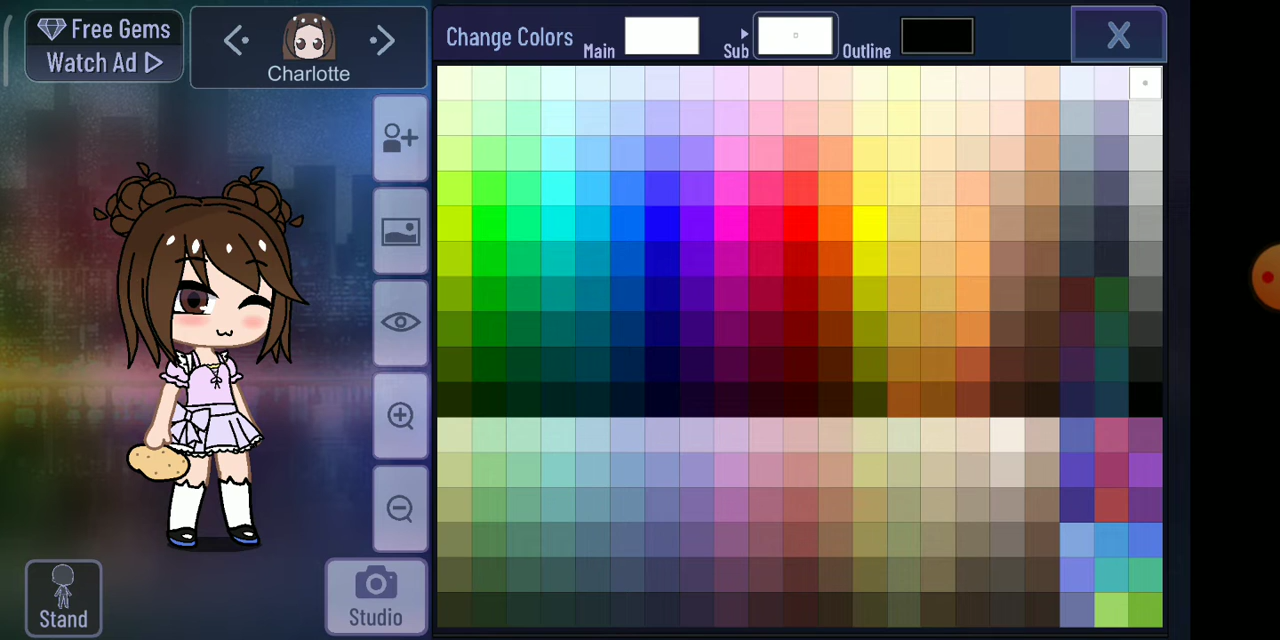 Free Gems
Watch Ad
Charlotte
Change Colors
Main
Sub
Outline
X
Stand
Studio